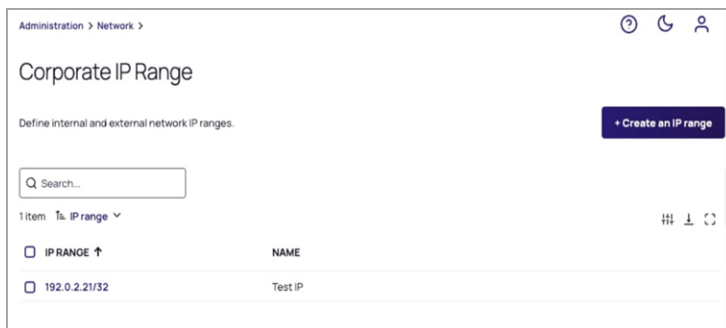 Administration > Network >
Corporate IP Range
Define internal and external network IP ranges.
+ Create an IP range
Search...
1 item IP range
IP RANGE NAME
192.0.2.21/32 Test IP